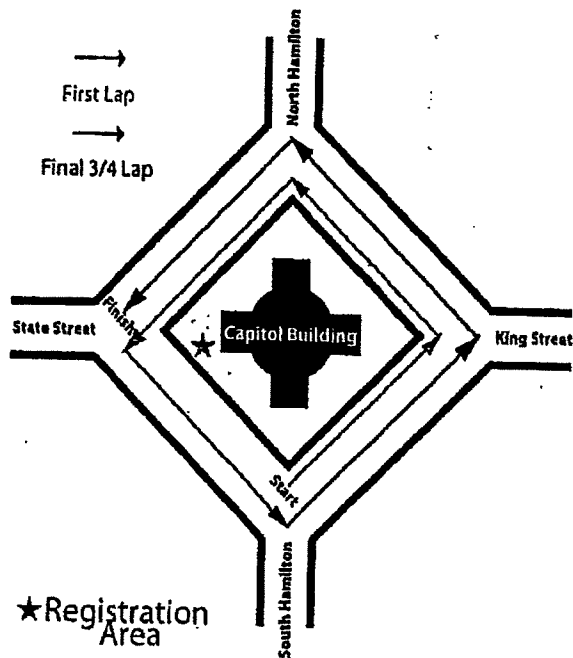 North Hamilton
First Lap
Final 3/4 Lap
Finish
State Street
Capitol Building
King Street
Start
South Hamilton
★Registration
Area